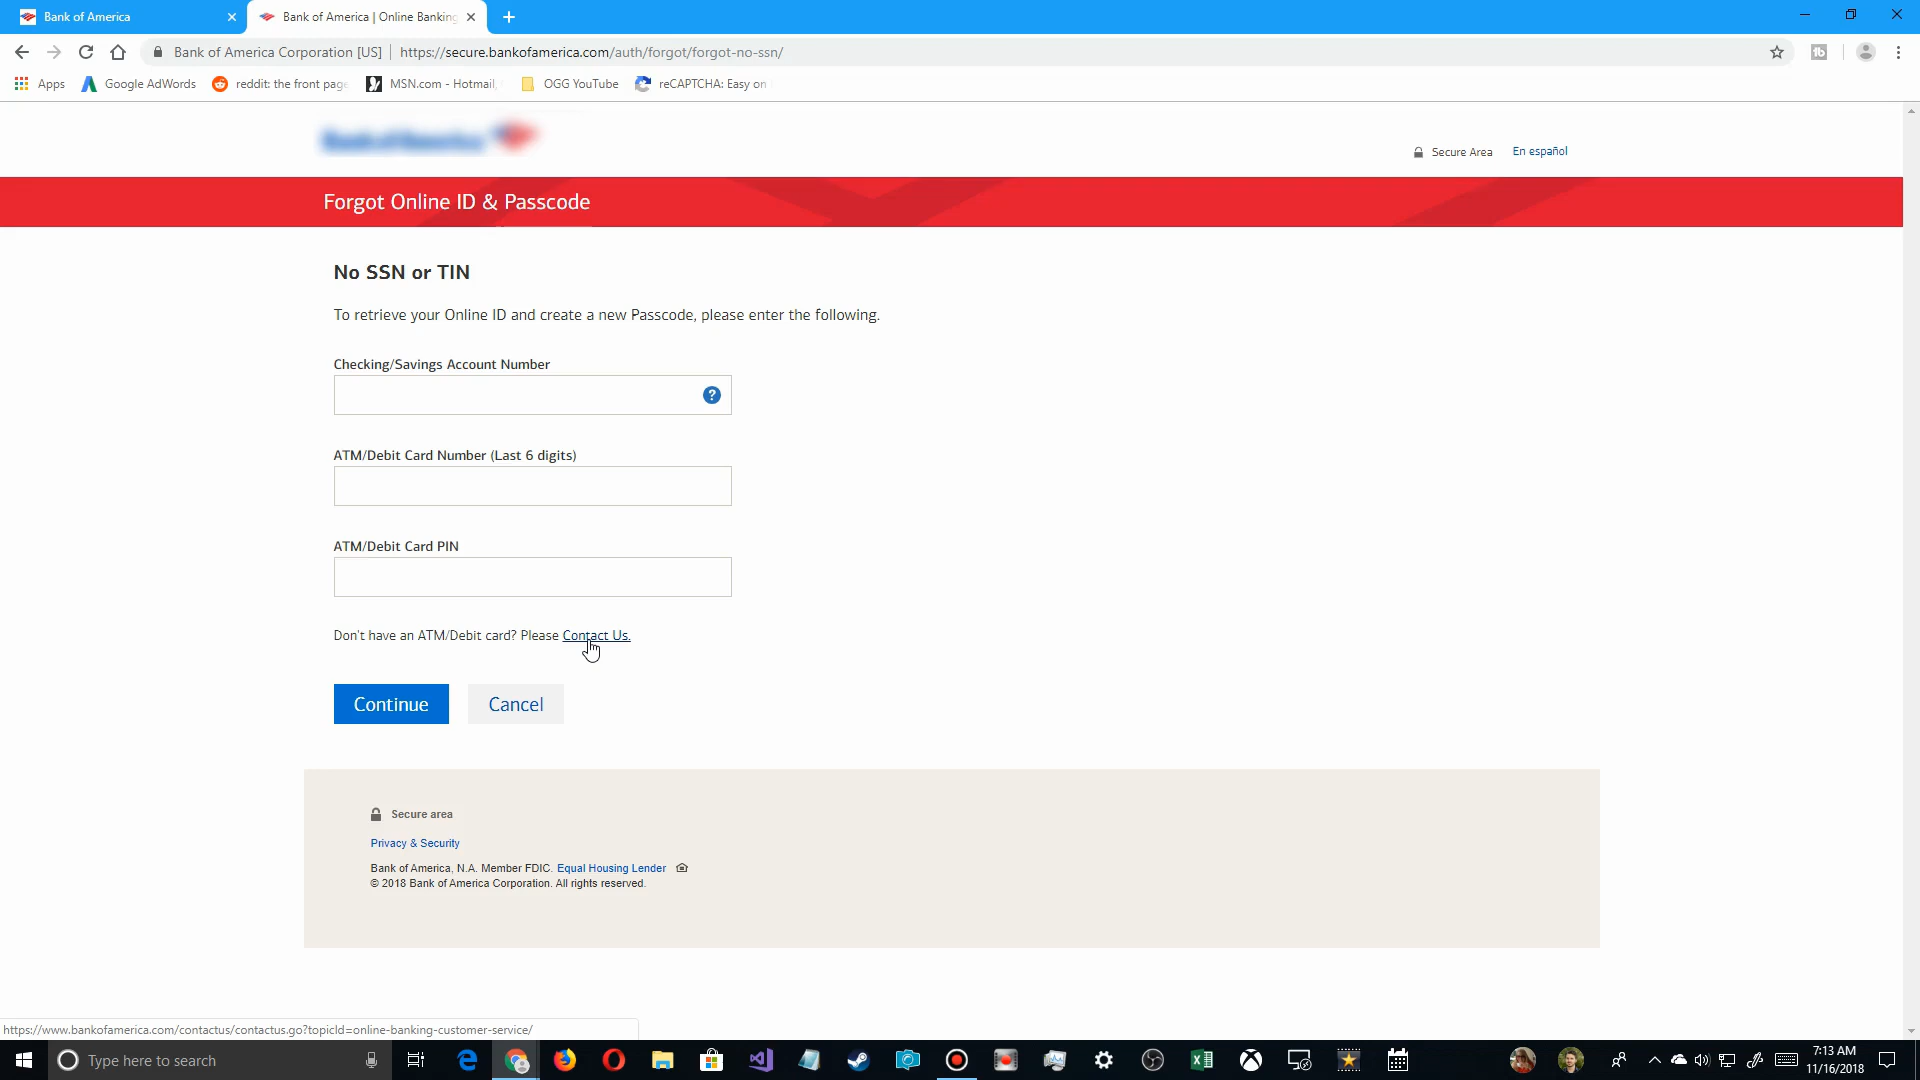 Bank of America
Bank of America | Online Banking
Bank of America Corporation [US] | https://secure.bankofamerica.com/auth/forgot/forgot-no-ssn/
Apps
Google AdWords
reddit: the front page
MSN.com - Hotmail,
OGG YouTube
reCAPTCHA: Easy on
Bank of America
Secure Area
En español
Forgot Online ID & Passcode
No SSN or TIN
To retrieve your Online ID and create a new Passcode, please enter the following.
Checking/Savings Account Number
?
ATM/Debit Card Number (Last 6 digits)
ATM/Debit Card PIN
Don't have an ATM/Debit card? Please Contact Us.
Continue
Cancel
Secure area
Privacy & Security
Bank of America, N.A. Member FDIC. Equal Housing Lender
© 2018 Bank of America Corporation. All rights reserved.
https://www.bankofamerica.com/contactus/contactus.go?topicId=online-banking-customer-service/
Type here to search
7:13 AM
11/16/2018